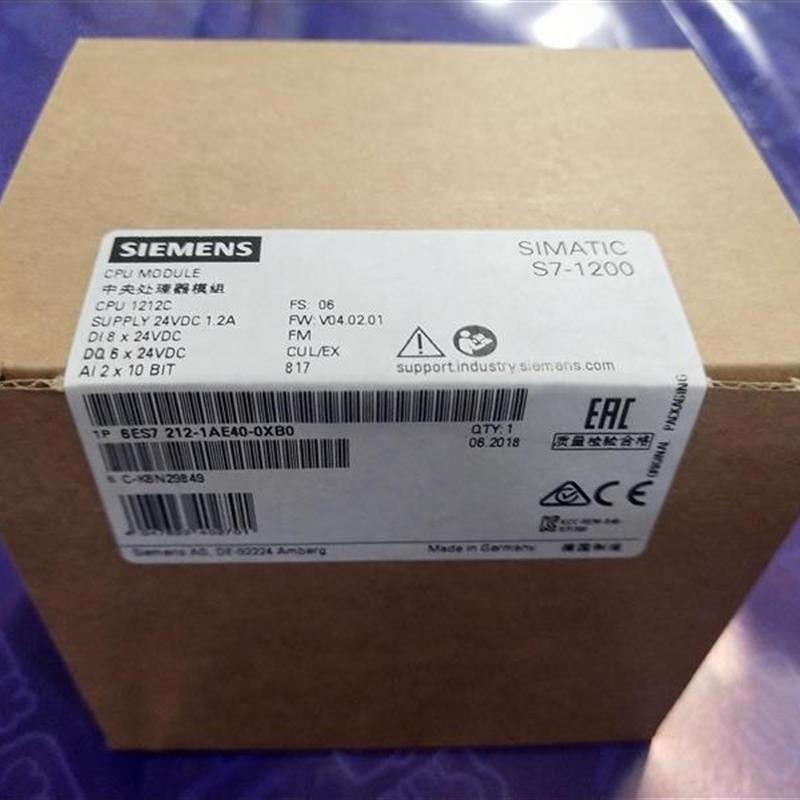 SIEMENS
SIMATIC
S7-1200
CPU MODULE
中央处理器模组
CPU 1212C
SUPPLY 24VDC 1.2A
DI 8 x 24VDC
DQ 6 x 24VDC
AI 2 x 10 BIT
FS: 06
FW: V04.02.01
FM
CUL/EX
817
support.industry.siemens.com
1P 6ES7 212-1AE40-0XB0
QTY: 1
06.2018
EAC
质量检验合格
ORIGINAL PACKAGING
S C-K6N29849
CE
Siemens AG, DE-92224 Amberg
Made in Germany
德国制造